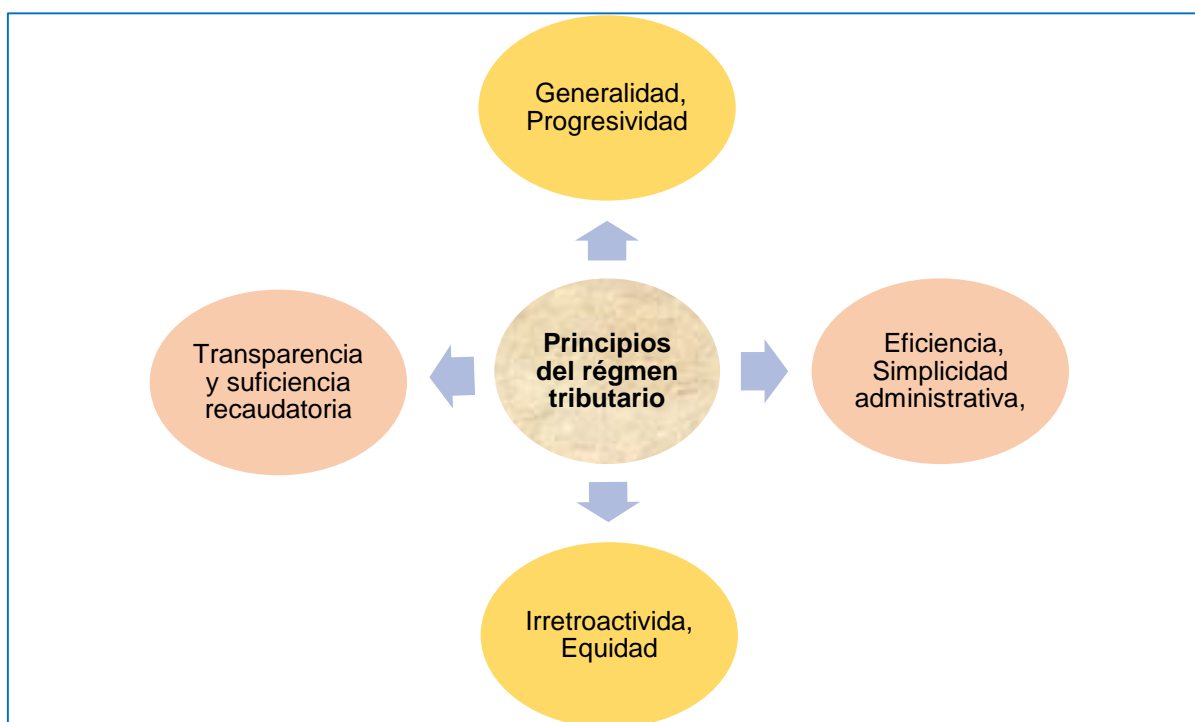 Generalidad,
Progresividad
Transparencia
y suficiencia
recaudatoria
Principios
del régmen
tributario
Eficiencia,
Simplicidad
administrativa,
Irretroactivida,
Equidad